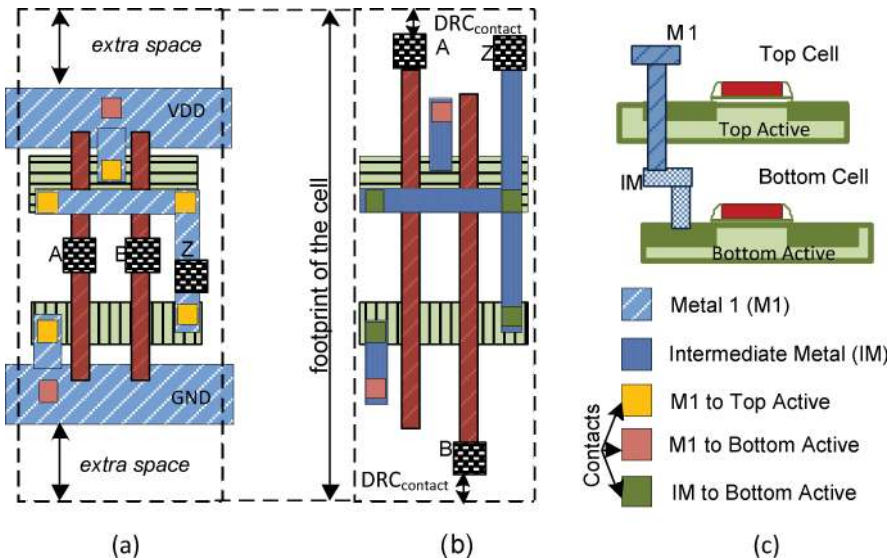 extra space
VDD
A
B
Z
GND
extra space
(a)
footprint of the cell
DRCcontact
A
Z
B
DRCcontact
(b)
M1
Top Cell
Top Active
IM
Bottom Cell
Bottom Active
Metal 1 (M1)
Intermediate Metal (IM)
Contacts
M1 to Top Active
M1 to Bottom Active
IM to Bottom Active
(c)